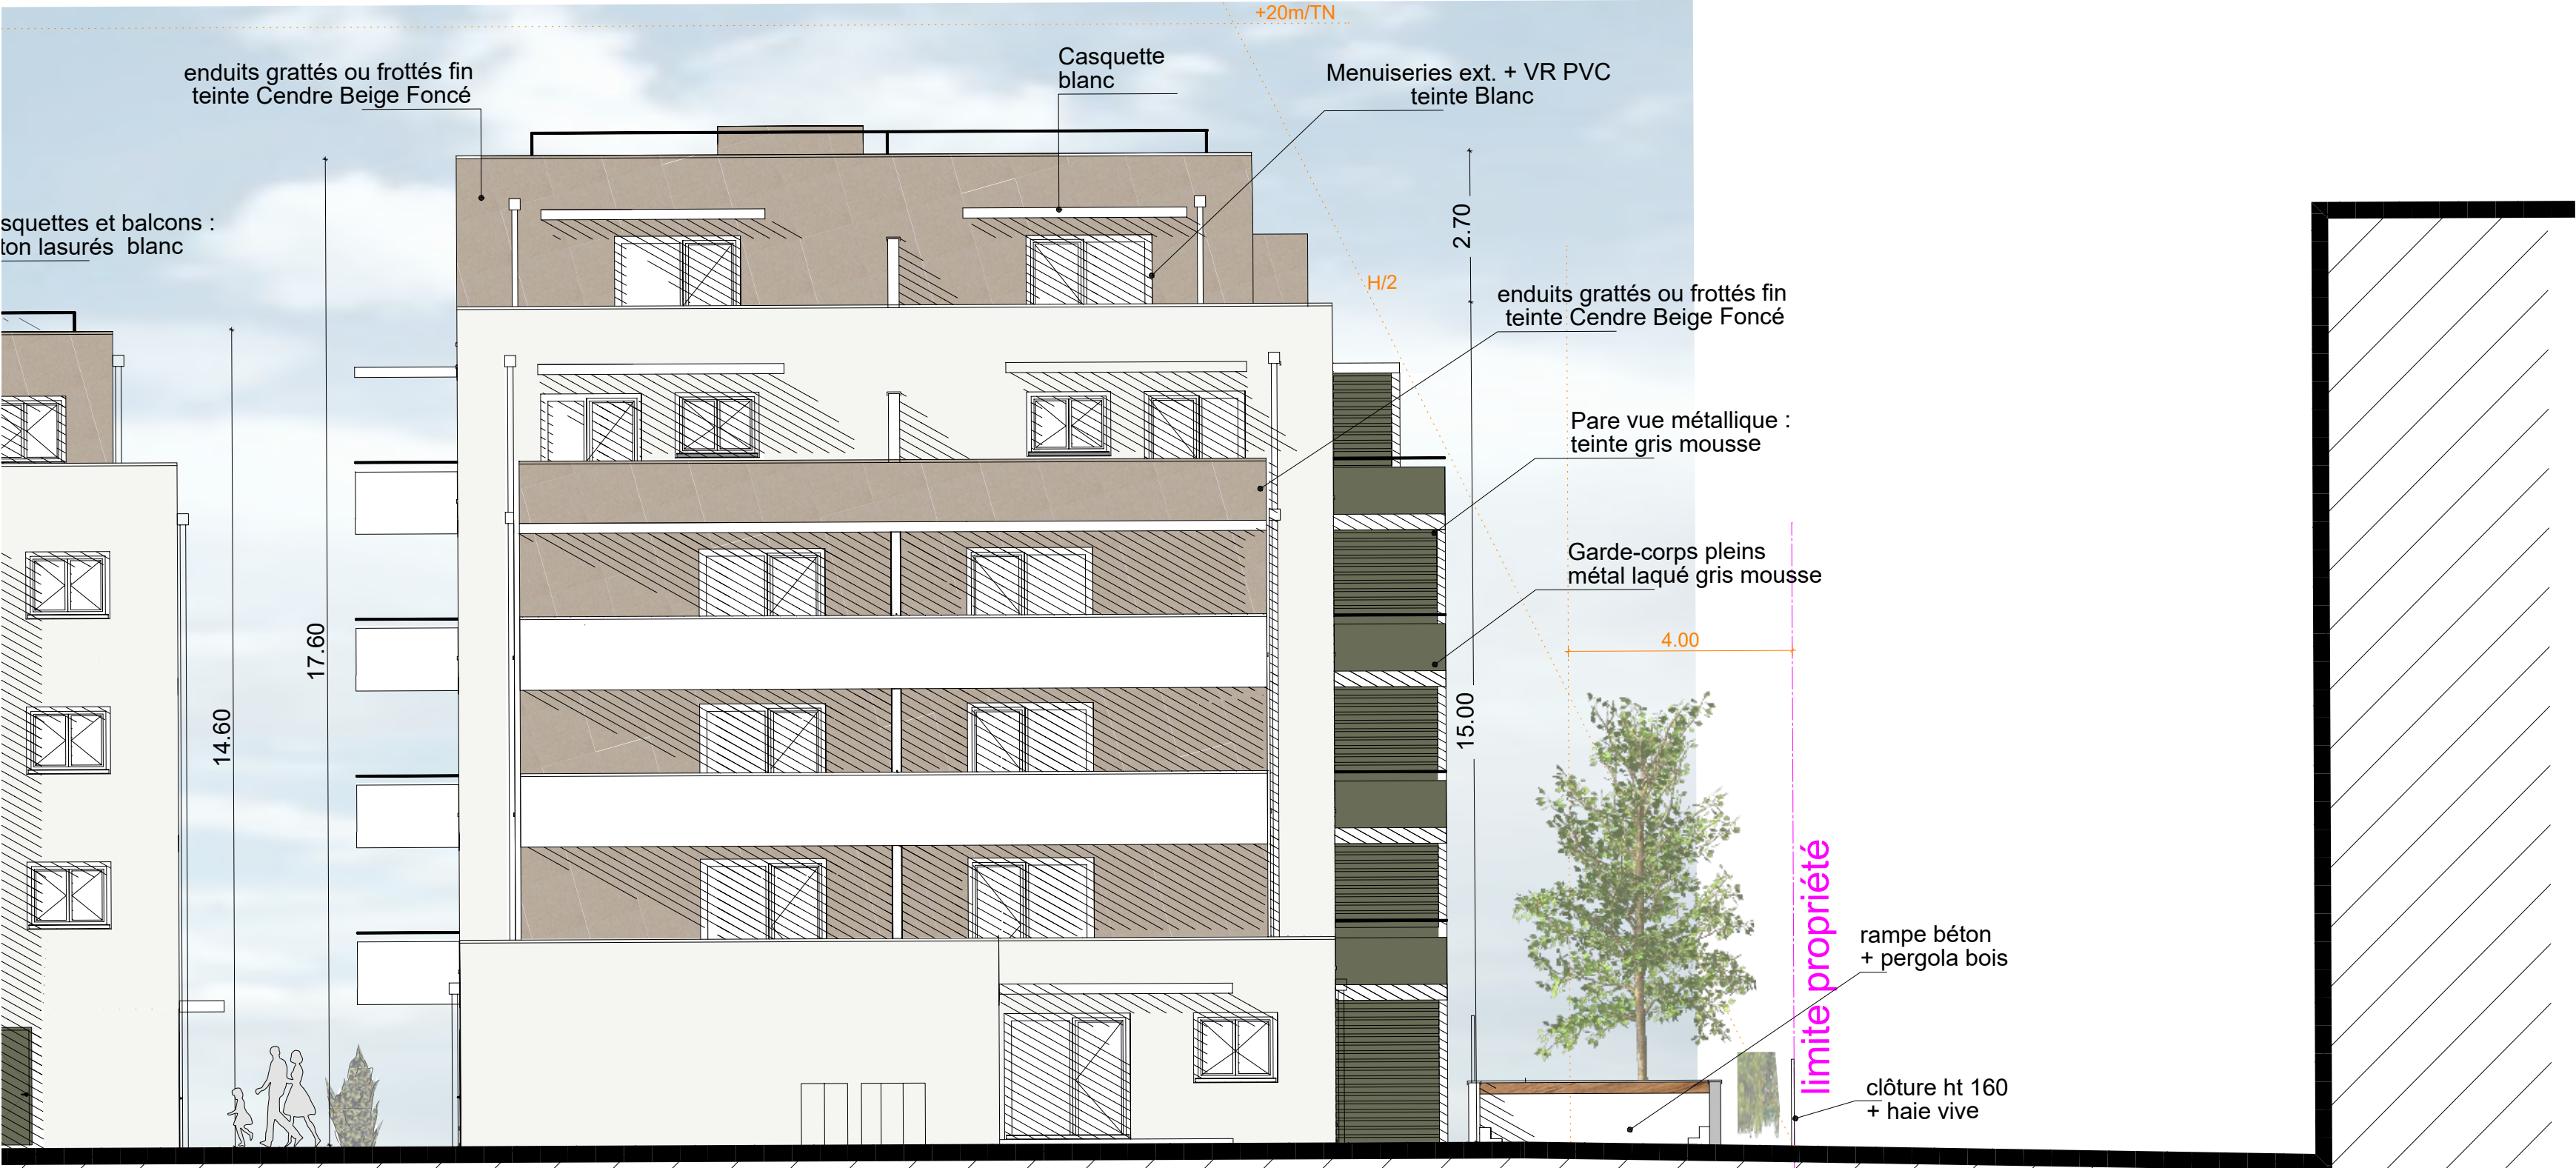 +20m/TN
enduits grattés ou frottés fin
teinte Cendre Beige Foncé
Casquette
blanc
Menuiseries ext. + VR PVC
teinte Blanc
squettes et balcons :
ton lasurés blanc
2.70
H/2
enduits grattés ou frottés fin
teinte Cendre Beige Foncé
Pare vue métallique :
teinte gris mousse
Garde-corps pleins
métal laqué gris mousse
17.60
4.00
14.60
15.00
limite propriété
rampe béton
+ pergola bois
clôture ht 160
+ haie vive